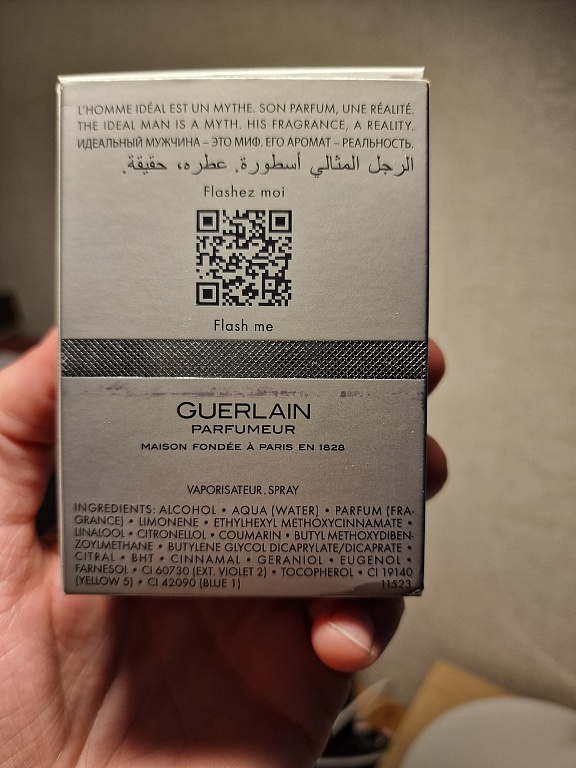 L'HOMME IDÉAL EST UN MYTHE. SON PARFUM, UNE RÉALITÉ.
THE IDEAL MAN IS A MYTH. HIS FRAGRANCE, A REALITY.
ИДЕАЛЬНЫЙ МУЖЧИНА – ЭТО МИФ. ЕГО АРОМАТ – РЕАЛЬНОСТЬ.
الرجل المثالي أسطورة. عطره، حقيقة.
Flashez moi
Flash me
GUERLAIN
PARFUMEUR
MAISON FONDÉE À PARIS EN 1828
VAPORISATEUR.SPRAY
INGREDIENTS: ALCOHOL • AQUA (WATER) • PARFUM (FRA-
GRANCE) • LIMONENE • ETHYLHEXYL METHOXYCINNAMATE •
LINALOOL • CITRONELLOL • COUMARIN • BUTYL METHOXYDIBEN-
ZOYLMETHANE • BUTYLENE GLYCOL DICAPRYLATE/DICAPRATE •
CITRAL • BHT • CINNAMAL • GERANIOL • EUGENOL •
FARNESOL • CI 60730 (EXT. VIOLET 2) • TOCOPHEROL • CI 19140
(YELLOW 5) • CI 42090 (BLUE 1) 11523